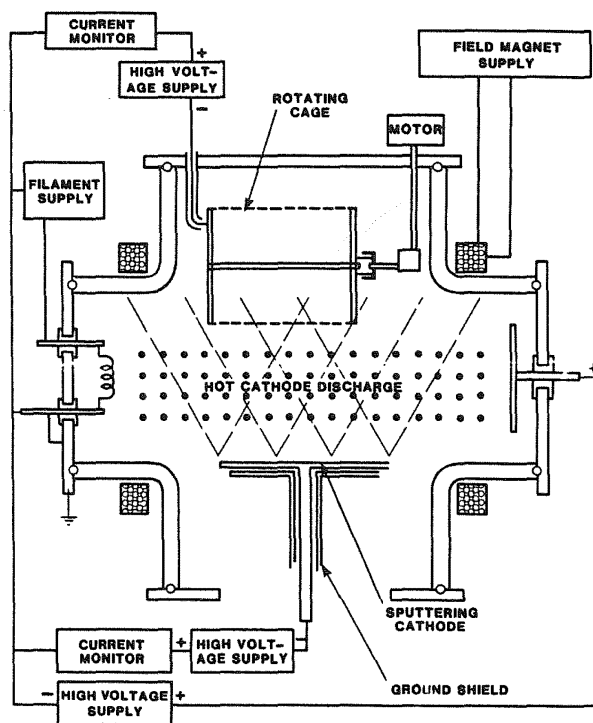 CURRENT
MONITOR
+
HIGH VOLT-
AGE SUPPLY
−
FIELD MAGNET
SUPPLY
ROTATING
CAGE
MOTOR
FILAMENT
SUPPLY
HOT CATHODE DISCHARGE
+
SPUTTERING
CATHODE
CURRENT
MONITOR
+
HIGH VOLT-
AGE SUPPLY
−
GROUND SHIELD
−
HIGH VOLTAGE
SUPPLY
+